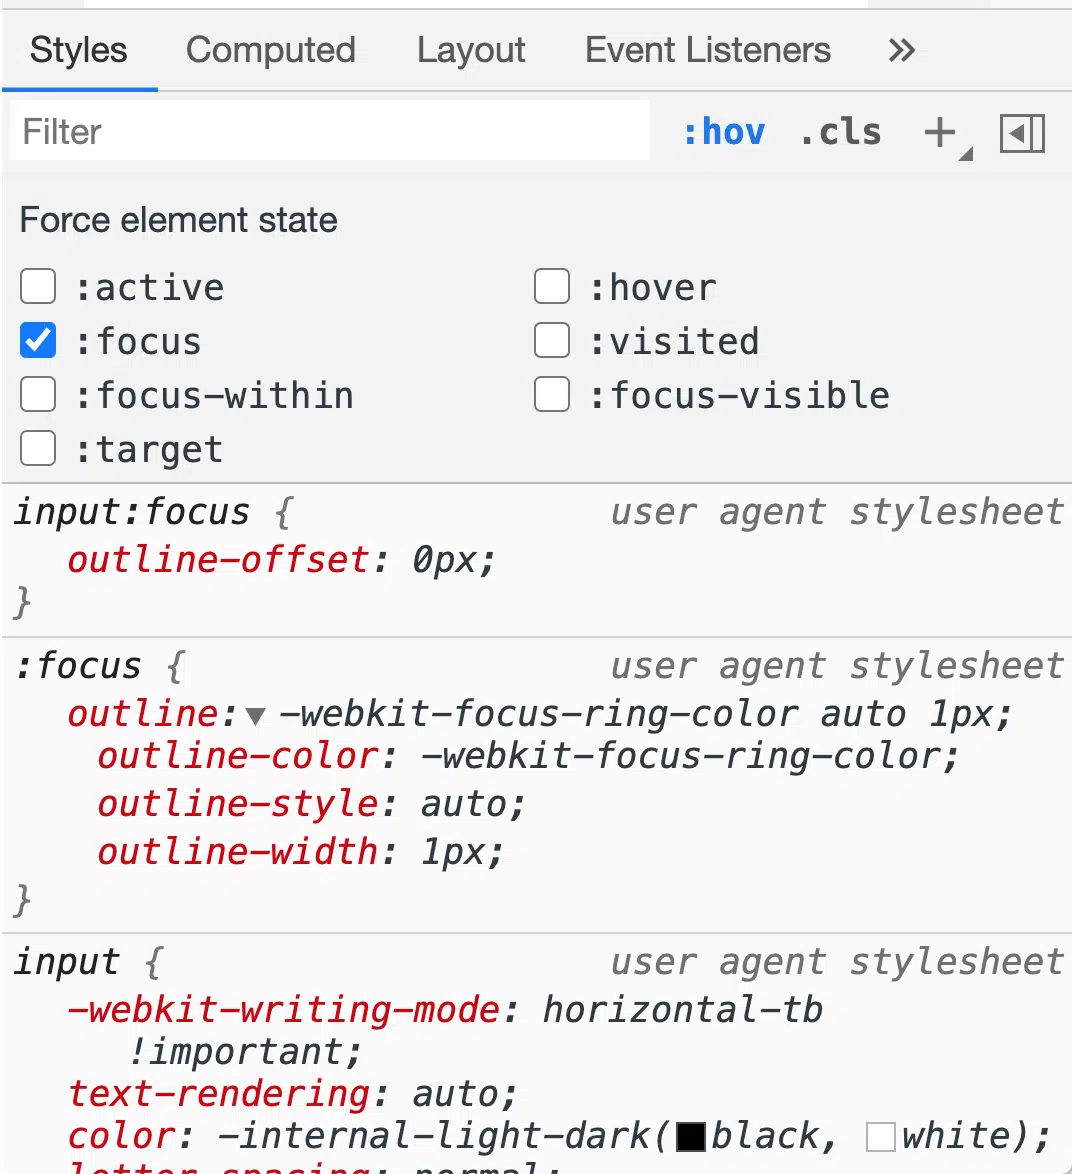 Styles Computed Layout Event Listeners »
Filter :hov .cls +
Force element state
:active :hover
:focus :visited
:focus-within :focus-visible
:target
input:focus { user agent stylesheet
outline-offset: 0px;
}
:focus { user agent stylesheet
outline: -webkit-focus-ring-color auto 1px;
outline-color: -webkit-focus-ring-color;
outline-style: auto;
outline-width: 1px;
}
input { user agent stylesheet
-webkit-writing-mode: horizontal-tb
!important;
text-rendering: auto;
color: -internal-light-dark(black, white);
letter-spacing: normal;